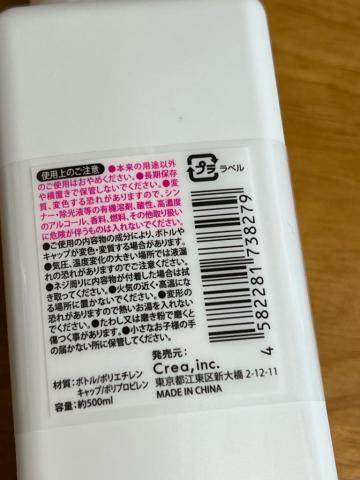 使用上のご注意 ●本来の用途以外
のご使用はおやめください。●長期保存
や横置きで保管しないでください。●変
質、変色する恐れがありますので、シン
ナー・除光液等の有機溶剤、酸性、高濃度
のアルコール、香料、燃料、その他取り扱い
に危険が伴うものは入れないでください。
●ご使用の内容物の成分により、ボトルや
キャップが変色・変質する場合があります。
●気圧、温度変化の大きい場所では液漏
れの恐れがありますのでご注意ください。
●ネジ周りに内容物が付着した場合は拭
き取ってください。●火気の近く・高温にな
る場所に置かないでください。●変形の
恐れがありますので熱いお湯を入れない
でください。●たわし又は磨き粉で磨くと
傷つく事があります。●小さなお子様の手
の届かない所に保管してください。
プラ ラベル
4582281738279
材質：ボトル/ポリエチレン
キャップ/ポリプロピレン
容量：約500ml
発売元：
Crea,inc.
東京都江東区新大橋 2-12-11
MADE IN CHINA